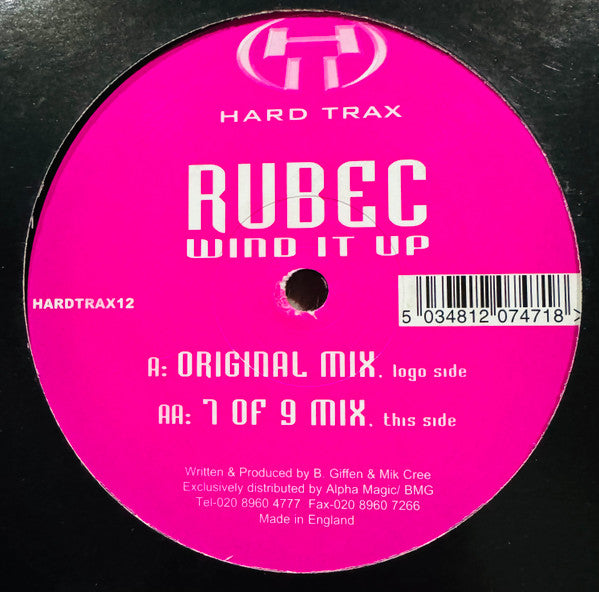 HARD TRAX
RUBEC
WIND IT UP
HARDTRAX12
5 034812 074718 >
A: ORIGINAL MIX. logo side
AA: 7 OF 9 MIX. this side
Written & Produced by B. Giffen & Mik Cree
Exclusively distributed by Alpha Magic/ BMG
Tel-020 8960 4777 Fax-020 8960 7266
Made in England